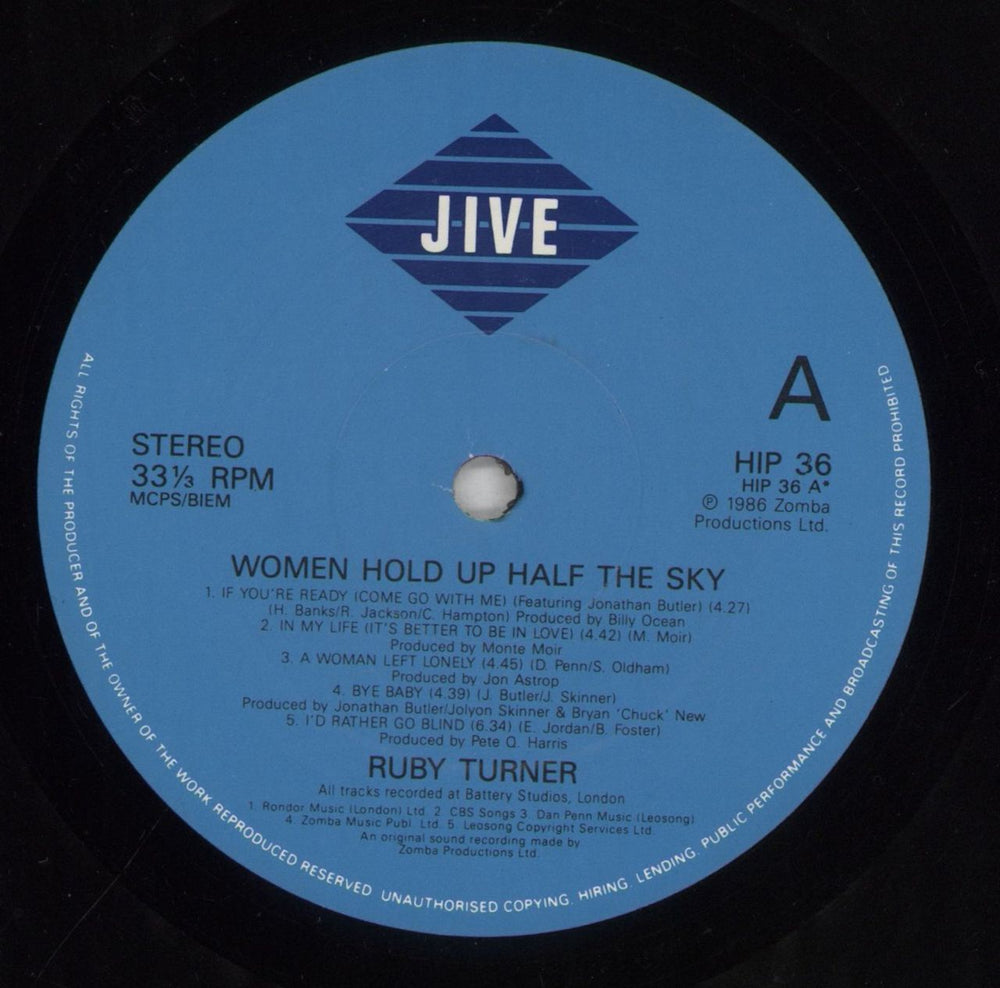 JIVE
A
STEREO
33⅓ RPM
MCPS/BIEM
HIP 36
HIP 36 A*
℗ 1986 Zomba
Productions Ltd.
WOMEN HOLD UP HALF THE SKY
1. IF YOU'RE READY (COME GO WITH ME) (Featuring Jonathan Butler) (4.27)
(H. Banks/R. Jackson/C. Hampton) Produced by Billy Ocean
2. IN MY LIFE (IT'S BETTER TO BE IN LOVE) (4.42) (M. Moir)
Produced by Monte Moir
3. A WOMAN LEFT LONELY (4.45) (D. Penn/S. Oldham)
Produced by Jon Astrop
4. BYE BABY (4.39) (J. Butler/J. Skinner)
Produced by Jonathan Butler/Jolyon Skinner & Bryan 'Chuck' New
5. I'D RATHER GO BLIND (6.34) (E. Jordan/B. Foster)
Produced by Pete Q. Harris
RUBY TURNER
All tracks recorded at Battery Studios, London
1. Rondor Music (London) Ltd. 2. CBS Songs 3. Dan Penn Music (Leosong)
4. Zomba Music Publ. Ltd. 5. Leosong Copyright Services Ltd.
An original sound recording made by
Zomba Productions Ltd.
ALL RIGHTS OF THE PRODUCER AND OF THE OWNER OF THE WORK REPRODUCED RESERVED. UNAUTHORISED COPYING, HIRING, LENDING, PUBLIC PERFORMANCE AND BROADCASTING OF THIS RECORD PROHIBITED